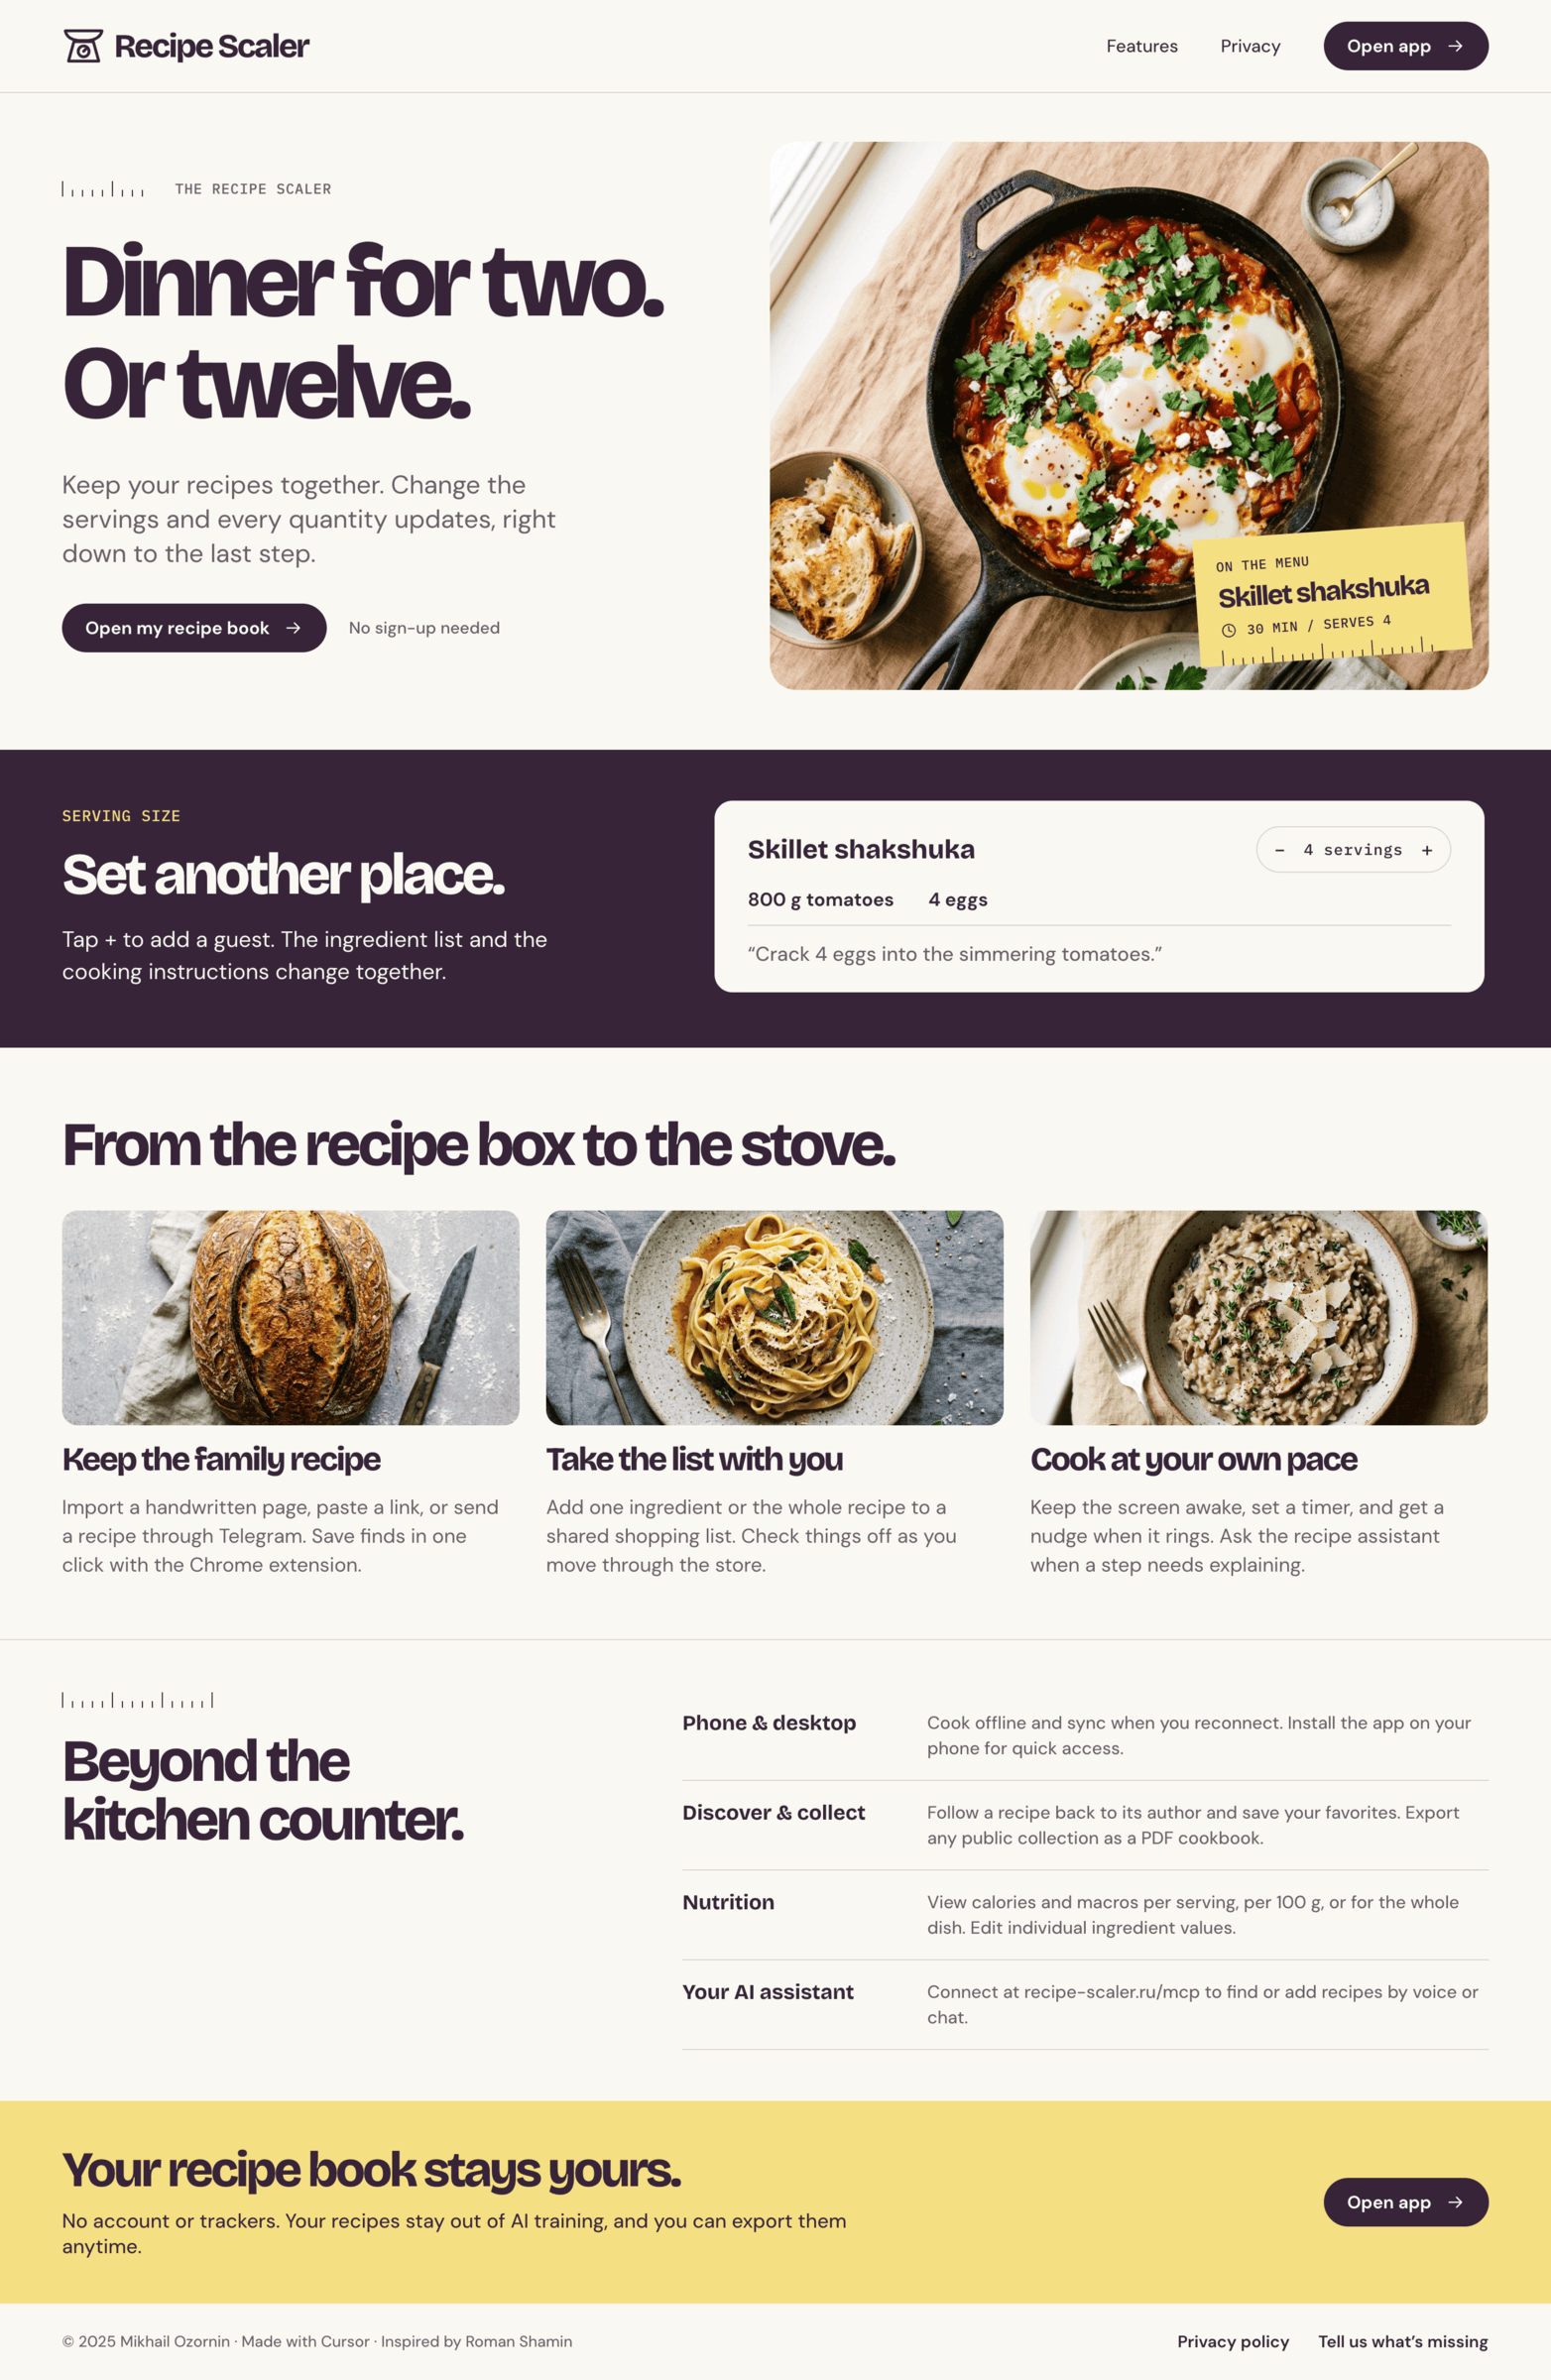 Recipe Scaler
Features
Privacy
Open app →
THE RECIPE SCALER
Dinner for two.
Or twelve.
Keep your recipes together. Change the
servings and every quantity updates, right
down to the last step.
Open my recipe book →
No sign-up needed
ON THE MENU
Skillet shakshuka
30 MIN / SERVES 4
SERVING SIZE
Set another place.
Tap + to add a guest. The ingredient list and the
cooking instructions change together.
Skillet shakshuka
− 4 servings +
800 g tomatoes 4 eggs
“Crack 4 eggs into the simmering tomatoes.”
From the recipe box to the stove.
Keep the family recipe
Import a handwritten page, paste a link, or send
a recipe through Telegram. Save finds in one
click with the Chrome extension.
Take the list with you
Add one ingredient or the whole recipe to a
shared shopping list. Check things off as you
move through the store.
Cook at your own pace
Keep the screen awake, set a timer, and get a
nudge when it rings. Ask the recipe assistant
when a step needs explaining.
Beyond the
kitchen counter.
Phone & desktop
Cook offline and sync when you reconnect. Install the app on your
phone for quick access.
Discover & collect
Follow a recipe back to its author and save your favorites. Export
any public collection as a PDF cookbook.
Nutrition
View calories and macros per serving, per 100 g, or for the whole
dish. Edit individual ingredient values.
Your AI assistant
Connect at recipe-scaler.ru/mcp to find or add recipes by voice or
chat.
Your recipe book stays yours.
No account or trackers. Your recipes stay out of AI training, and you can export them
anytime.
Open app →
© 2025 Mikhail Ozornin · Made with Cursor · Inspired by Roman Shamin
Privacy policy
Tell us what’s missing